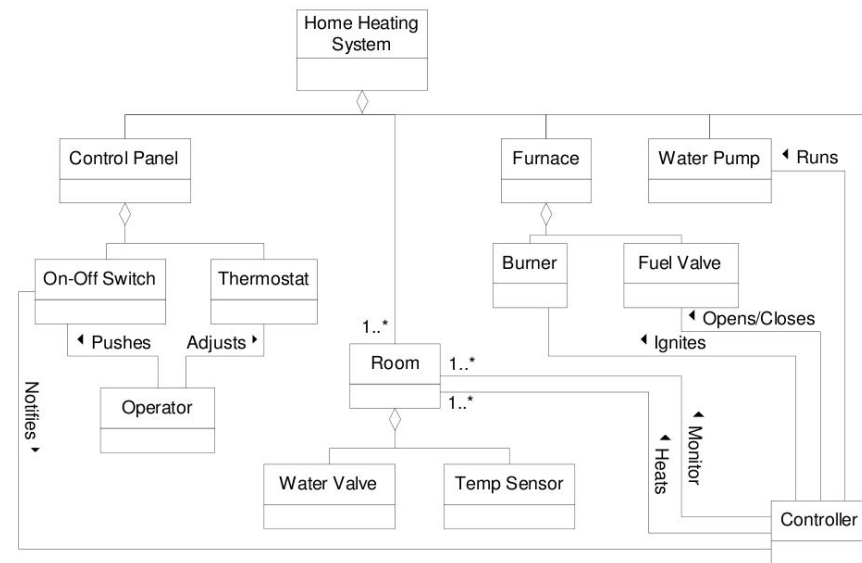 Home Heating
System
Control Panel
Furnace
Water Pump
◄ Runs
On-Off Switch
Thermostat
Burner
Fuel Valve
◄ Opens/Closes
◄ Pushes
Adjusts ►
1..*
◄ Ignites
Room
1..*
1..*
Operator
Notifies ►
◄ Monitor
◄ Heats
Water Valve
Temp Sensor
Controller